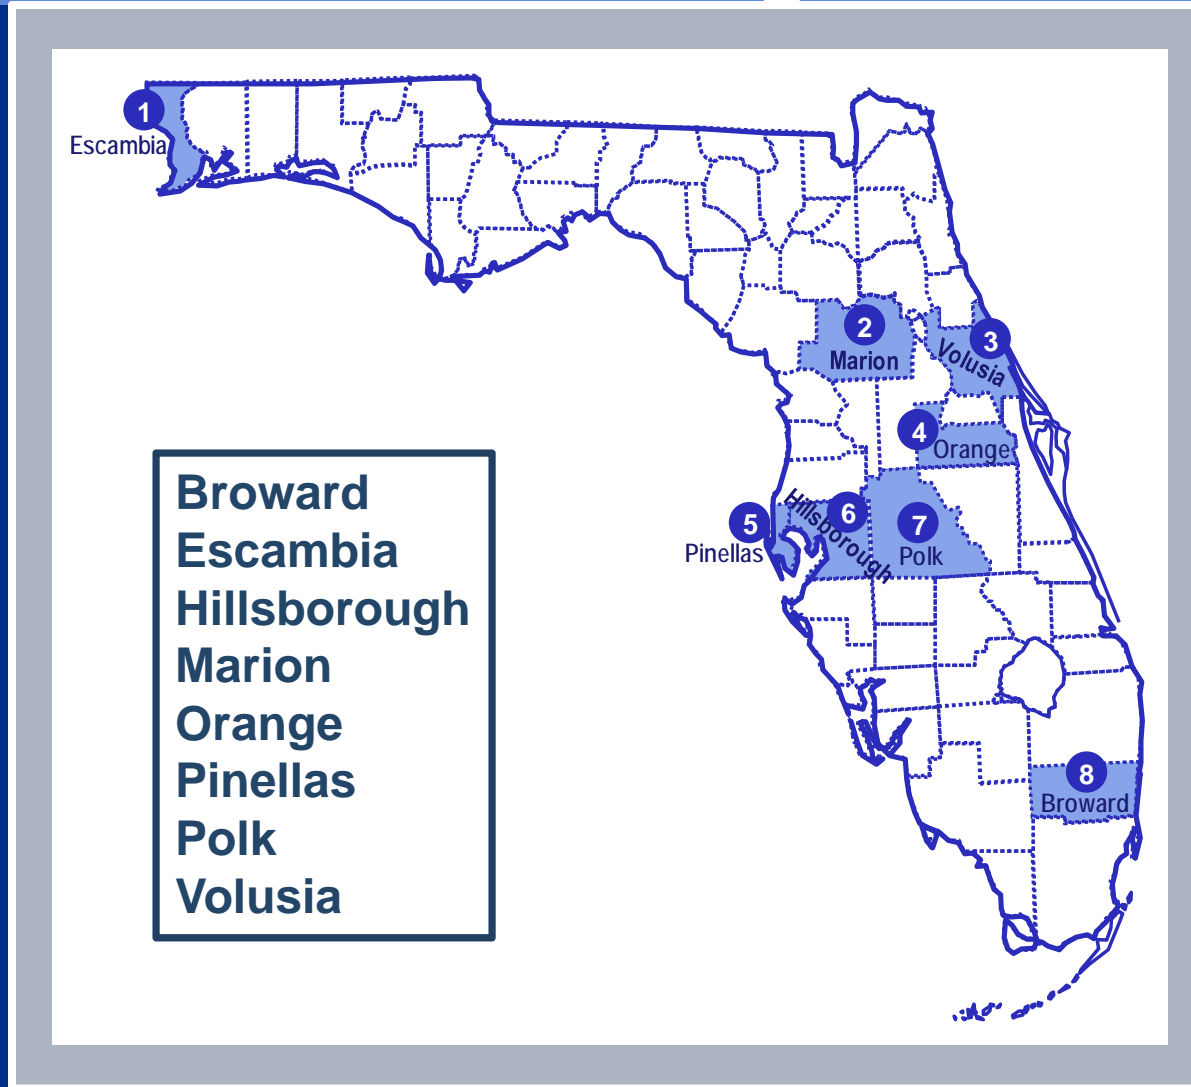 1
Escambia
2
Marion
3
Volusia
4
Orange
5
Pinellas
6
Hillsborough
7
Polk
8
Broward
Broward
Escambia
Hillsborough
Marion
Orange
Pinellas
Polk
Volusia